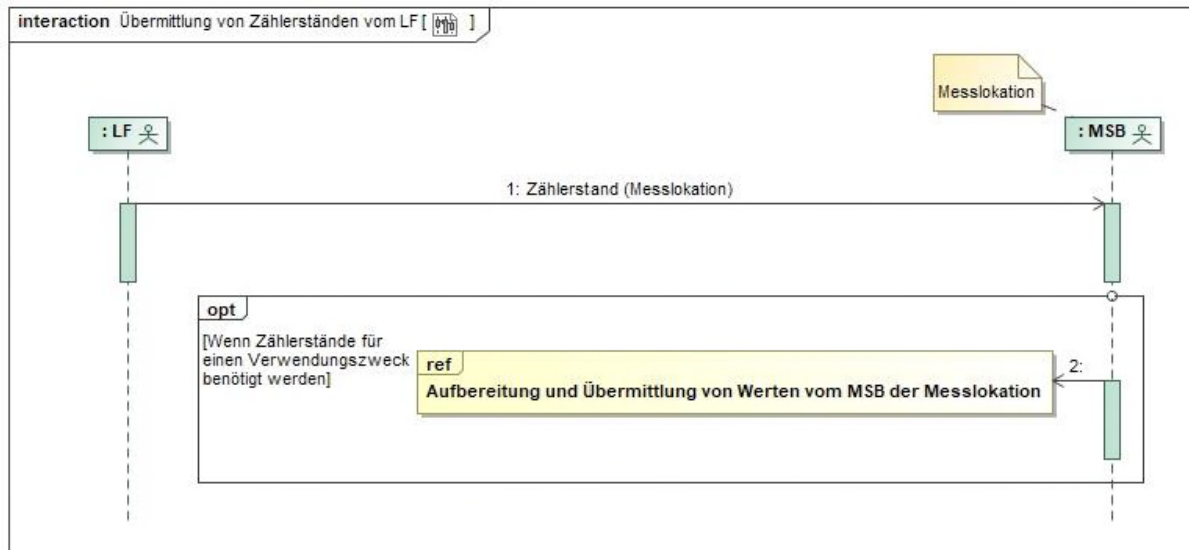 interaction Übermittlung von Zählerständen vom LF [ ]
Messlokation
: LF
: MSB
1: Zählerstand (Messlokation)
opt
[Wenn Zählerstände für
einen Verwendungszweck
benötigt werden]
ref
2:
Aufbereitung und Übermittlung von Werten vom MSB der Messlokation